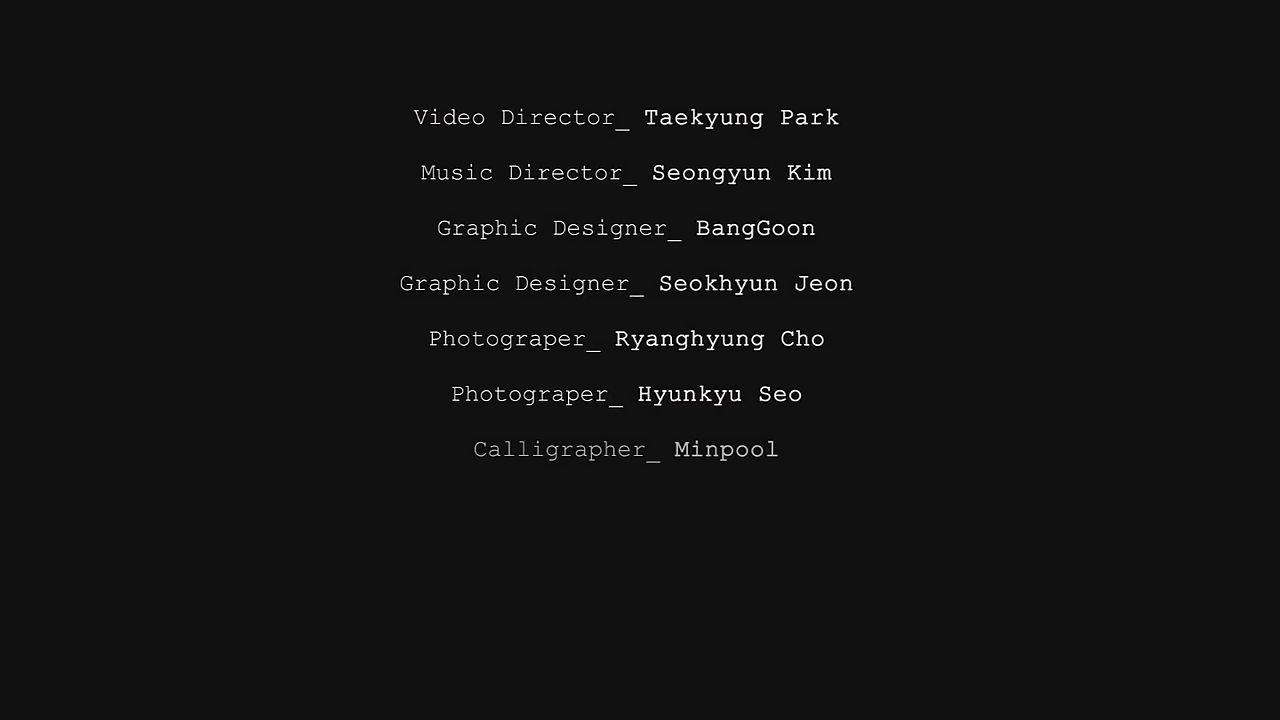 Video Director_ Taekyung Park
Music Director_ Seongyun Kim
Graphic Designer_ BangGoon
Graphic Designer_ Seokhyun Jeon
Photograper_ Ryanghyung Cho
Photograper_ Hyunkyu Seo
Calligrapher_ Minpool